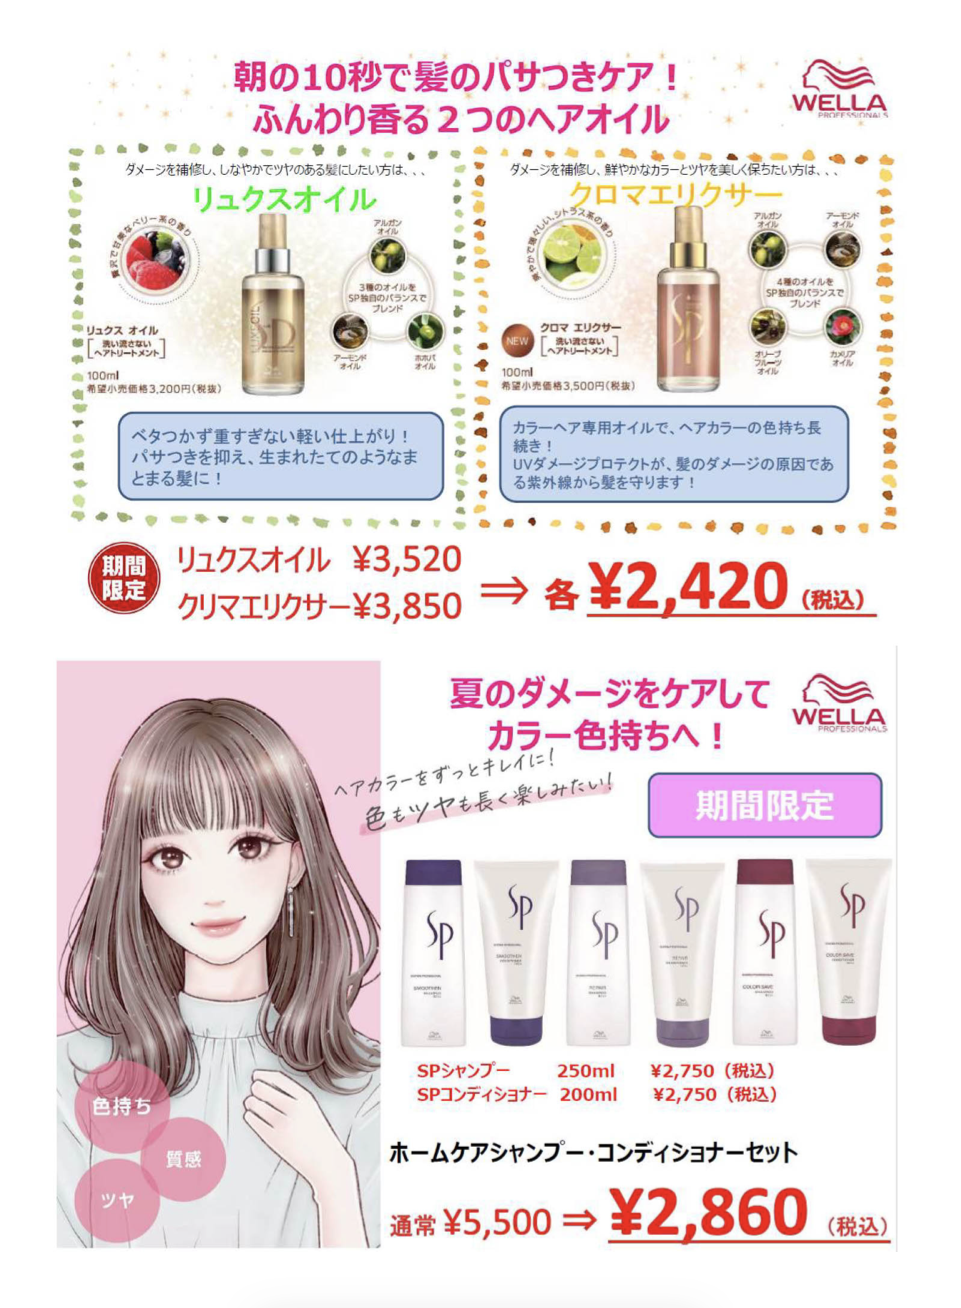 朝の10秒で髪のパサつきケア！
ふんわり香る２つのヘアオイル
WELLA
PROFESSIONALS
ダメージを補修し、しなやかでツヤのある髪にしたい方は、、、
リュクスオイル
贅沢で甘美なベリー系の香り
アルガン
オイル
3種のオイルを
SP独自のバランスで
ブレンド
アーモンド
オイル
ホホバ
オイル
リュクス オイル
洗い流さない
ヘアトリートメント
100ml
希望小売価格3,200円(税抜)
ベタつかず重すぎない軽い仕上がり！
パサつきを抑え、生まれたてのようなま
とまる髪に！
ダメージを補修し、鮮やかなカラーとツヤを美しく保ちたい方は、、、
クロマエリクサー
爽やかで瑞々しい、シトラス系の香り
SP
アルガン
オイル
アーモンド
オイル
4種のオイルを
SP独自のバランスで
ブレンド
オリーブ
フルーツ
オイル
カメリア
オイル
NEW
クロマ エリクサー
洗い流さない
ヘアトリートメント
100ml
希望小売価格3,500円(税抜)
カラーヘア専用オイルで、ヘアカラーの色持ち長
続き！
UVダメージプロテクトが、髪のダメージの原因であ
る紫外線から髪を守ります！
期間
限定
リュクスオイル ¥3,520
クリマエリクサー¥3,850
⇒ 各 ¥2,420 (税込)
夏のダメージをケアして
カラー色持ちへ！
WELLA
PROFESSIONALS
ヘアカラーをずっとキレイに！
色もツヤも長く楽しみたい！
期間限定
SP
SP
SP
SP
SP
SP
SMOOTHEN
SMOOTHEN
REPAIR
REPAIR
COLOR SAVE
COLOR SAVE
SPシャンプー 250ml ¥2,750 (税込)
SPコンディショナー 200ml ¥2,750 (税込)
色持ち
質感
ツヤ
ホームケアシャンプー・コンディショナーセット
通常 ¥5,500 ⇒ ¥2,860 (税込)